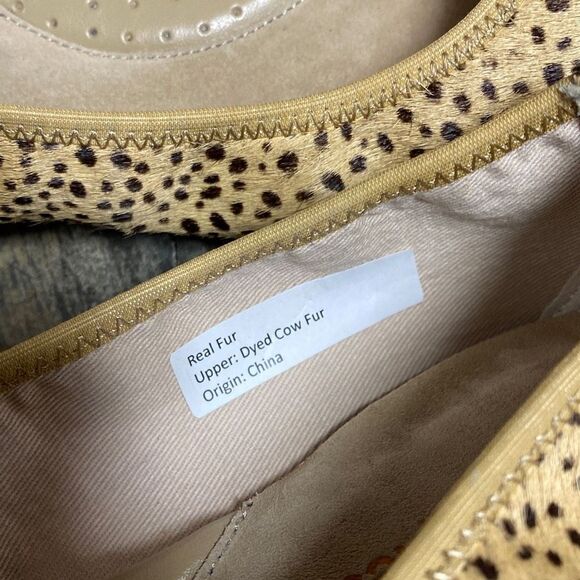 Real Fur
Upper: Dyed Cow Fur
Origin: China